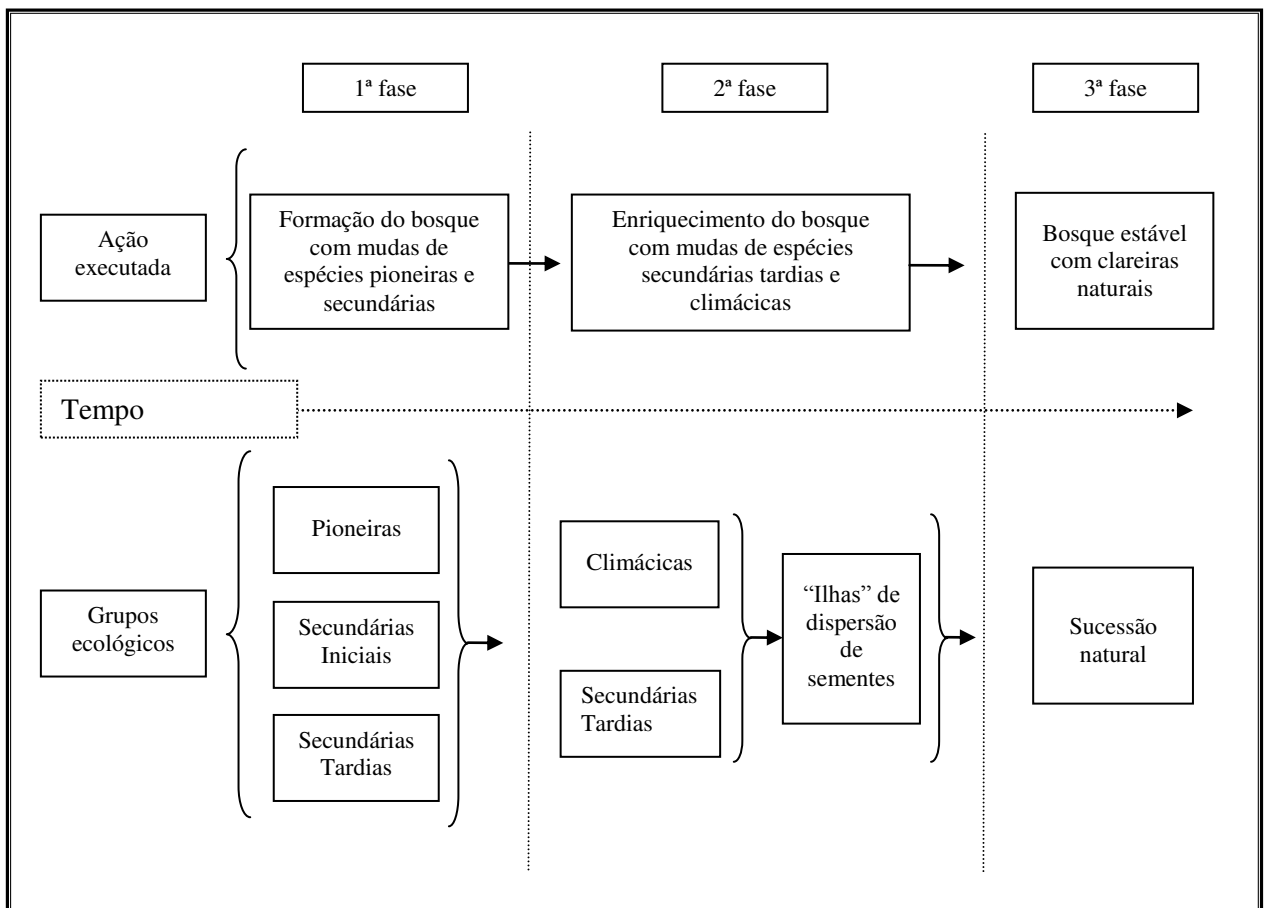 1ª fase
2ª fase
3ª fase
Ação
executada
Formação do bosque
com mudas de
espécies pioneiras e
secundárias
Enriquecimento do bosque
com mudas de espécies
secundárias tardias e
climácicas
Bosque estável
com clareiras
naturais
Tempo
Grupos
ecológicos
Pioneiras
Secundárias
Iniciais
Secundárias
Tardias
Climácicas
Secundárias
Tardias
“Ilhas” de
dispersão
de
sementes
Sucessão
natural